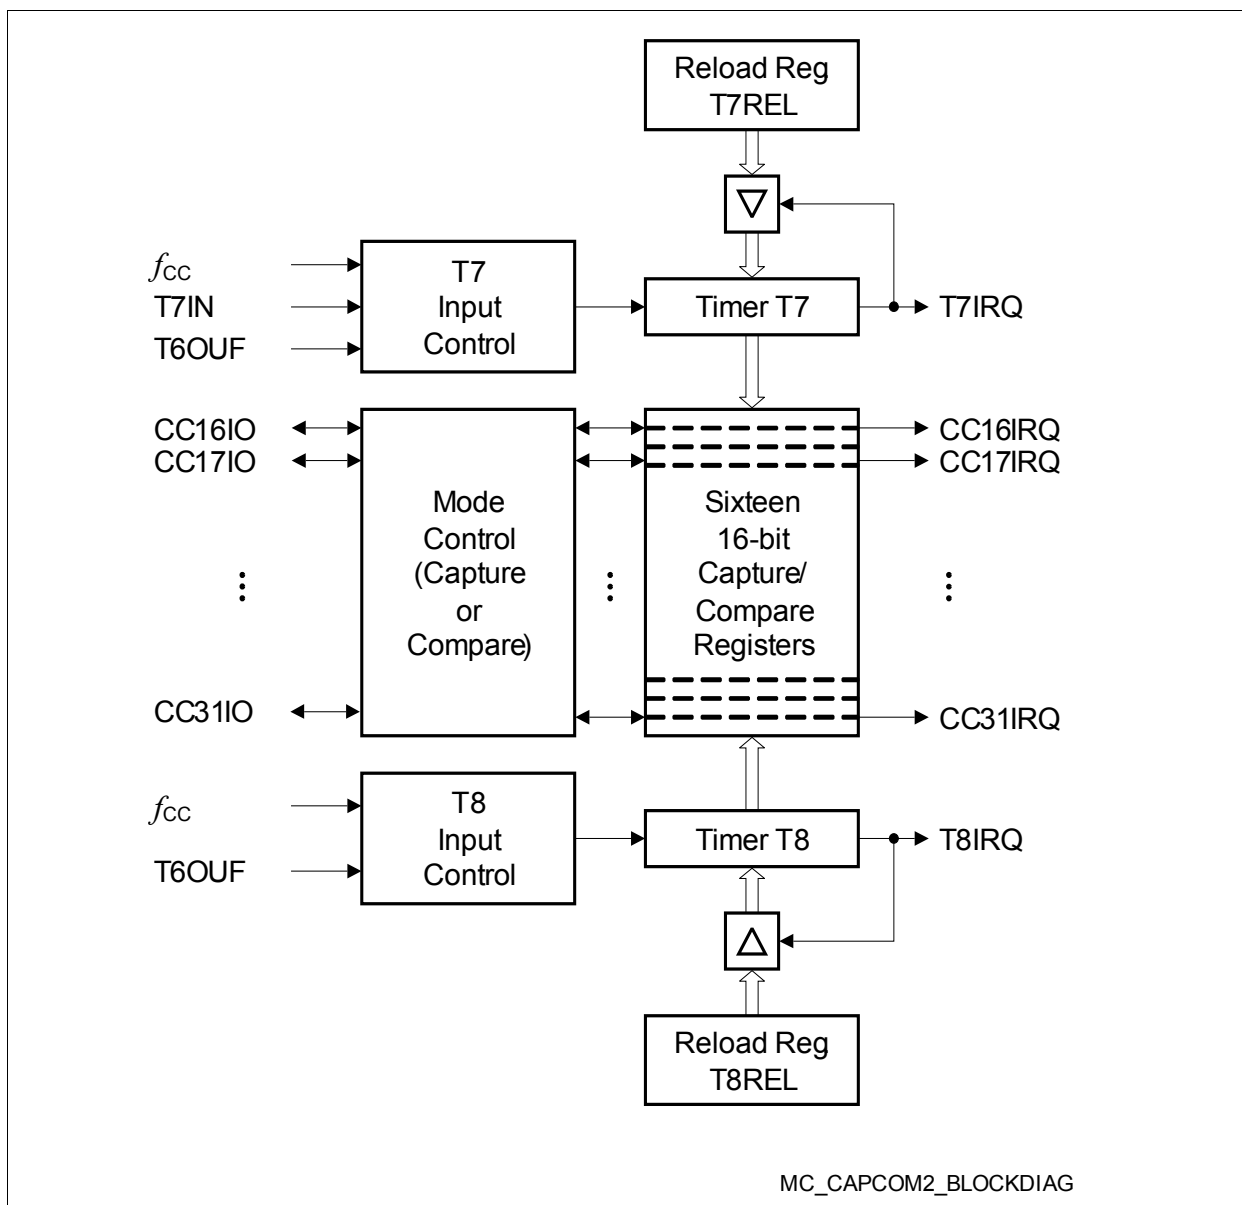 Reload Reg
T7REL
fCC
T7IN
T6OUF
T7
Input
Control
Timer T7
T7IRQ
CC16IO
CC17IO
CC31IO
Mode
Control
(Capture
or
Compare)
Sixteen
16-bit
Capture/
Compare
Registers
CC16IRQ
CC17IRQ
CC31IRQ
fCC
T6OUF
T8
Input
Control
Timer T8
T8IRQ
Reload Reg
T8REL
MC_CAPCOM2_BLOCKDIAG